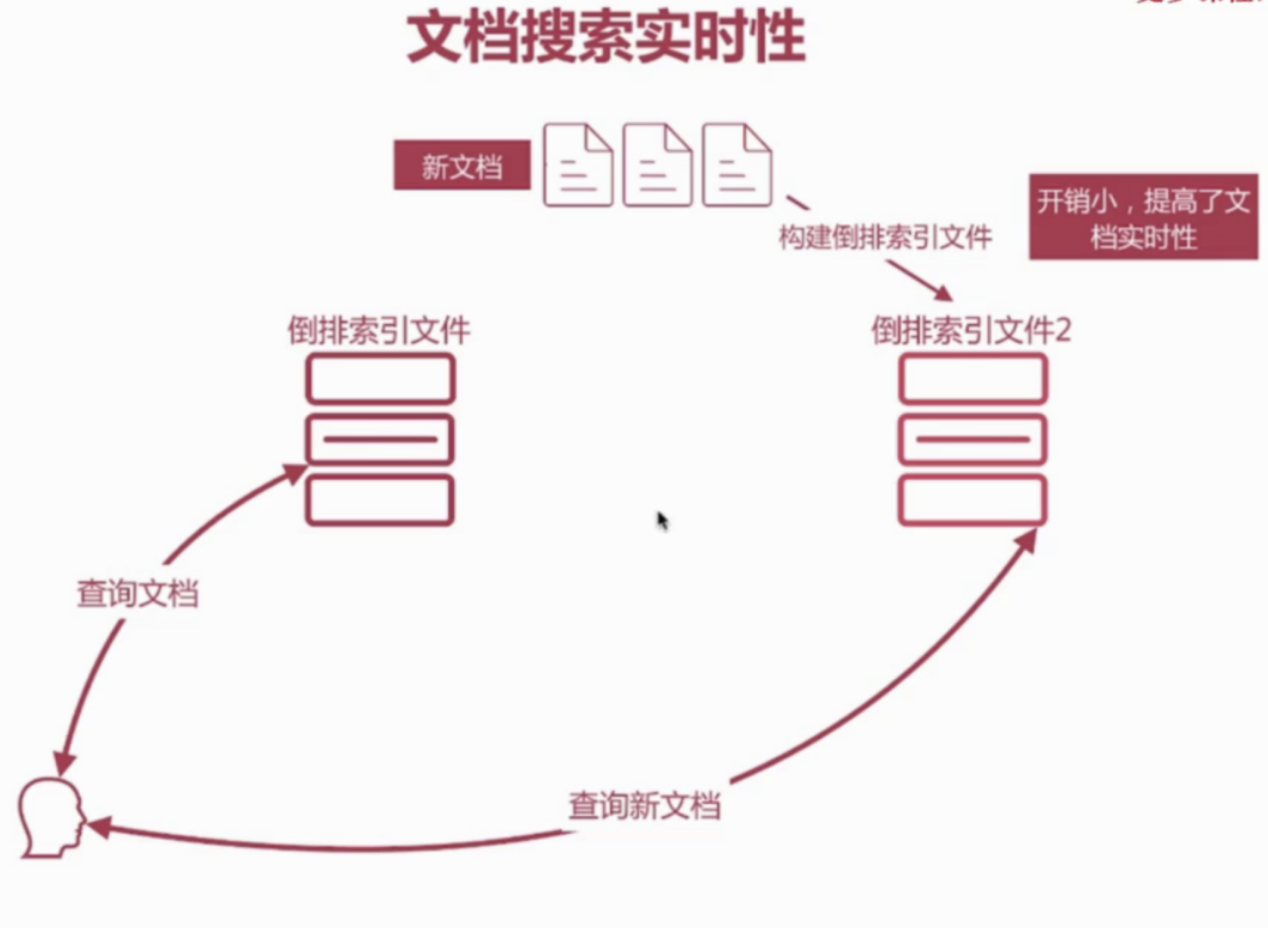 文档搜索实时性
新文档
开销小，提高了文
档实时性
构建倒排索引文件
倒排索引文件
倒排索引文件2
查询文档
查询新文档